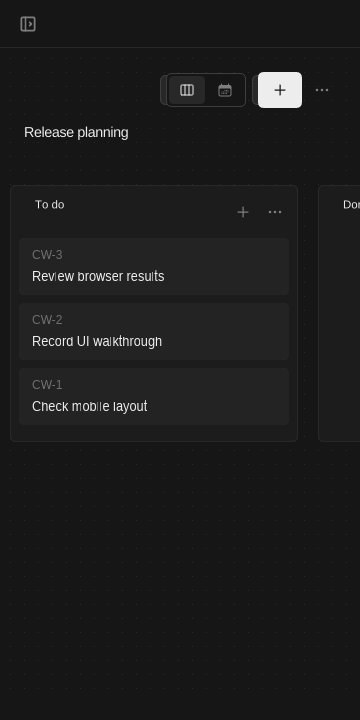 Release planning
To do
CW-3
Review browser results
CW-2
Record UI walkthrough
CW-1
Check mobile layout